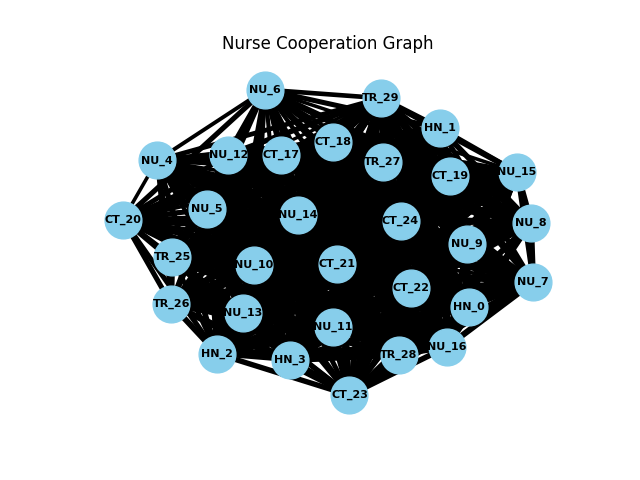 Nurse Cooperation Graph
NU_6
TR_29
HN_1
CT_18
NU_12
CT_17
NU_4
TR_27
NU_15
CT_19
NU_5
NU_14
CT_20
CT_24
NU_8
NU_9
TR_25
NU_10
CT_21
NU_7
CT_22
TR_26
HN_0
NU_13
NU_11
NU_16
HN_2
TR_28
HN_3
CT_23